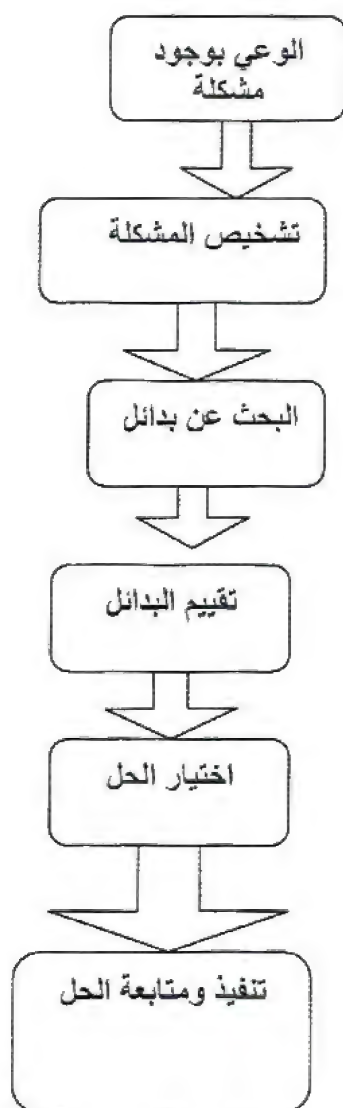 الوعي بوجود
مشكلة
تشخيص المشكلة
البحث عن بدائل
تقييم البدائل
اختيار الحل
تنفيذ ومتابعة الحل